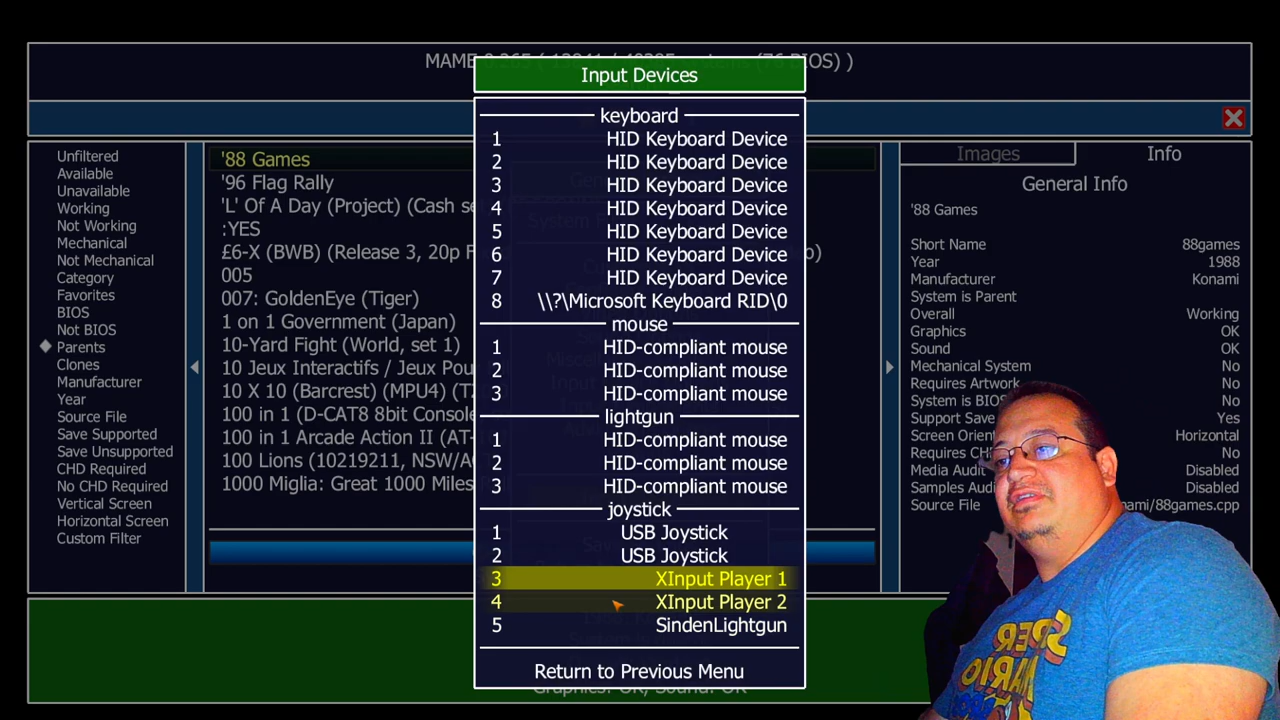 MAME 0.265 ( 13841 / (76 BIOS) )
Input Devices
keyboard
1 HID Keyboard Device
2 HID Keyboard Device
3 HID Keyboard Device
4 HID Keyboard Device
5 HID Keyboard Device
6 HID Keyboard Device
7 HID Keyboard Device
8 \\?\Microsoft Keyboard RID\0
mouse
1 HID-compliant mouse
2 HID-compliant mouse
3 HID-compliant mouse
lightgun
1 HID-compliant mouse
2 HID-compliant mouse
3 HID-compliant mouse
joystick
1 USB Joystick
2 USB Joystick
3 XInput Player 1
4 XInput Player 2
5 SindenLightgun
Return to Previous Menu
Graphics: OK, Sound: OK
Unfiltered
Available
Unavailable
Working
Not Working
Mechanical
Not Mechanical
Category
Favorites
BIOS
Not BIOS
Parents
Clones
Manufacturer
Year
Source File
Save Supported
Save Unsupported
CHD Required
No CHD Required
Vertical Screen
Horizontal Screen
Custom Filter
'88 Games
'96 Flag Rally
'L' Of A Day (Project) (Cash se
:YES
£6-X (BWB) (Release 3, 20p F
005
007: GoldenEye (Tiger)
1 on 1 Government (Japan)
10-Yard Fight (World, set 1)
10 Jeux Interactifs / Jeux Pou
10 X 10 (Barcrest) (MPU4) (T
100 in 1 (D-CAT8 8bit Console
100 in 1 Arcade Action II (AT-
100 Lions (10219211, NSW/AC
1000 Miglia: Great 1000 Miles
Images Info
General Info
'88 Games
Short Name 88games
Year 1988
Manufacturer Konami
System is Parent
Overall Working
Graphics OK
Sound OK
Mechanical System No
Requires Artwork No
System is BIOS No
Support Save Yes
Screen Orient Horizontal
Requires CH No
Media Audit Disabled
Samples Audi Disabled
Source File nami/88games.cpp
SUPER
MARIO